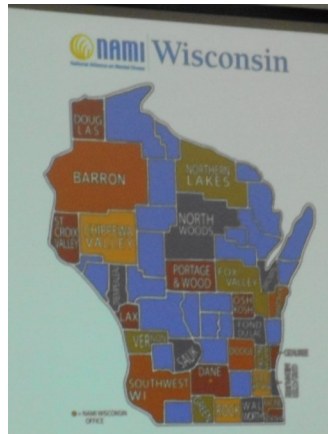 nami Wisconsin
National Alliance on Mental Illness
DOUG
LAS
BARRON
NORTHERN
LAKES
ST
CROIX
VALLEY
CHIPPEWA
VALLEY
NORTH
WOODS
PORTAGE
& WOOD
FOX
VALLEY
LAX
OSH
KOSH
FOND
DU LAC
VER
SAUK
DODGE
SOUTHWEST
WI
DANE
ROCK
WAL
WORTH
= NAMI WISCONSIN
OFFICE